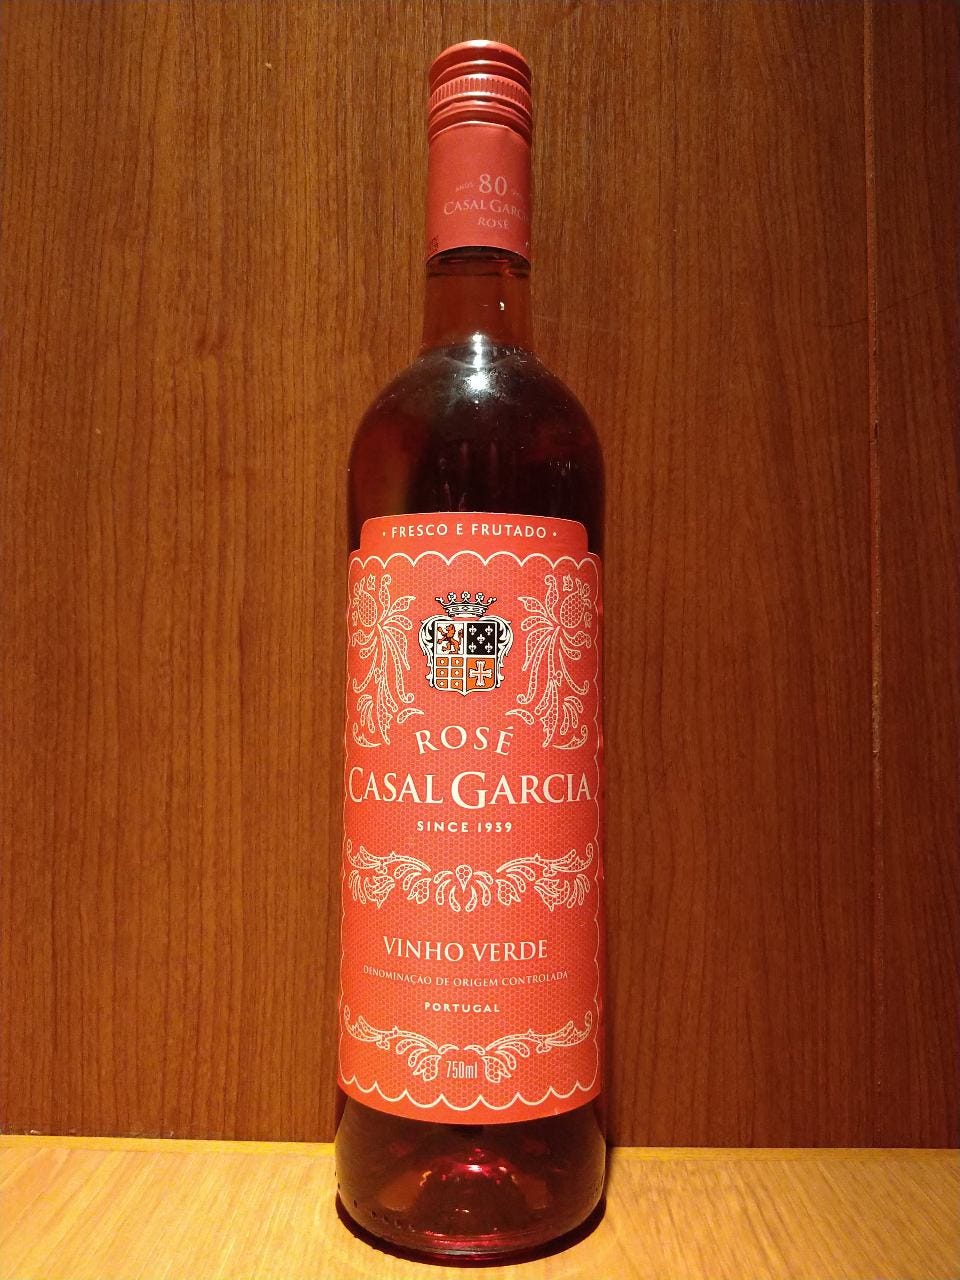 ANOS 80
CASAL GARCIA
ROSÉ
• FRESCO E FRUTADO •
ROSÉ
CASAL GARCIA
SINCE 1939
VINHO VERDE
DENOMINAÇÃO DE ORIGEM CONTROLADA
PORTUGAL
750ml